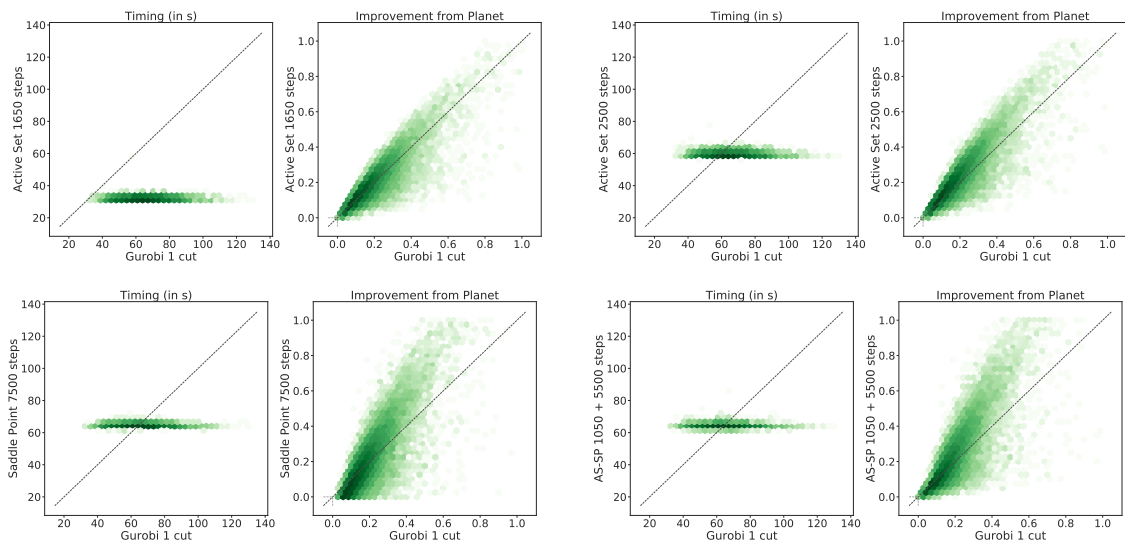 Timing (in s)
Improvement from Planet
140
120
100
80
60
40
20
Active Set 1650 steps
20 40 60 80 100 120 140
Gurobi 1 cut
1.0
0.8
0.6
0.4
0.2
0.0
Active Set 1650 steps
0.0 0.2 0.4 0.6 0.8 1.0
Gurobi 1 cut
Timing (in s)
Improvement from Planet
140
120
100
80
60
40
20
Active Set 2500 steps
20 40 60 80 100 120 140
Gurobi 1 cut
1.0
0.8
0.6
0.4
0.2
0.0
Active Set 2500 steps
0.0 0.2 0.4 0.6 0.8 1.0
Gurobi 1 cut
Timing (in s)
Improvement from Planet
140
120
100
80
60
40
20
Saddle Point 7500 steps
20 40 60 80 100 120 140
Gurobi 1 cut
1.0
0.8
0.6
0.4
0.2
0.0
Saddle Point 7500 steps
0.0 0.2 0.4 0.6 0.8 1.0
Gurobi 1 cut
Timing (in s)
Improvement from Planet
140
120
100
80
60
40
20
AS-SP 1050 + 5500 steps
20 40 60 80 100 120 140
Gurobi 1 cut
1.0
0.8
0.6
0.4
0.2
0.0
AS-SP 1050 + 5500 steps
0.0 0.2 0.4 0.6 0.8 1.0
Gurobi 1 cut